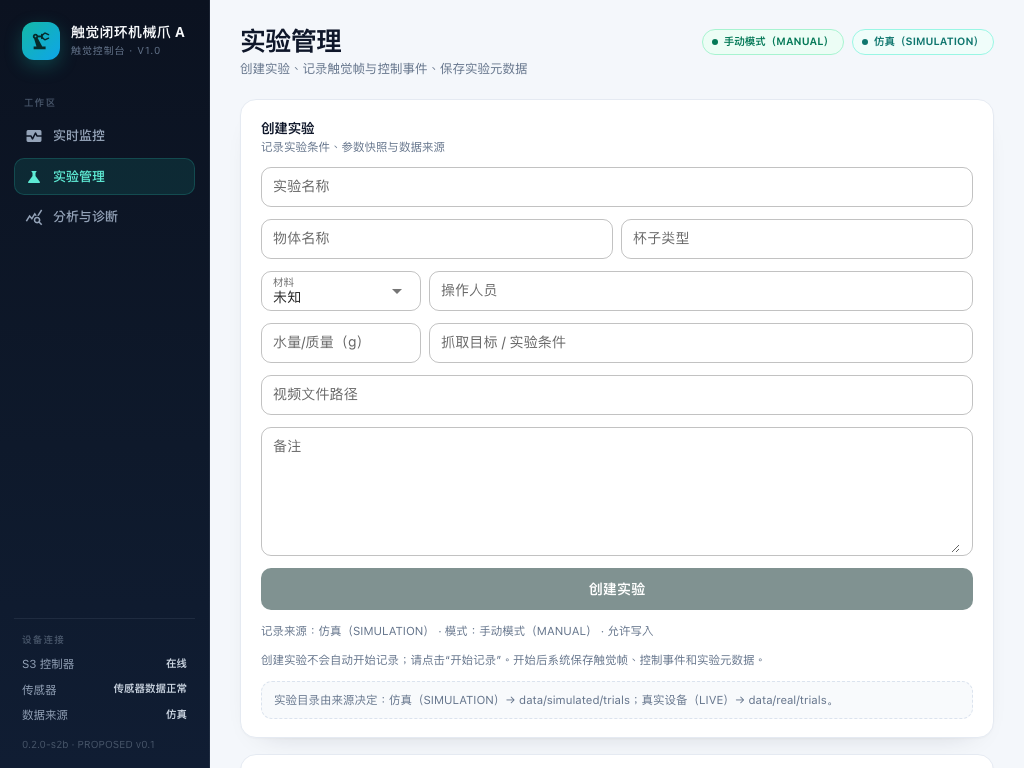 触觉闭环机械爪 A
触觉控制台 · V1.0
工作区
实时监控
实验管理
分析与诊断
设备连接
S3 控制器 在线
传感器 传感器数据正常
数据来源 仿真
0.2.0-s2b · PROPOSED v0.1
实验管理
创建实验、记录触觉帧与控制事件、保存实验元数据
手动模式（MANUAL）
仿真（SIMULATION）
创建实验
记录实验条件、参数快照与数据来源
实验名称
物体名称
杯子类型
材料
未知
操作人员
水量/质量（g）
抓取目标 / 实验条件
视频文件路径
备注
创建实验
记录来源：仿真（SIMULATION） · 模式：手动模式（MANUAL） · 允许写入
创建实验不会自动开始记录；请点击“开始记录”。开始后系统保存触觉帧、控制事件和实验元数据。
实验目录由来源决定：仿真（SIMULATION）→ data/simulated/trials；真实设备（LIVE）→ data/real/trials。